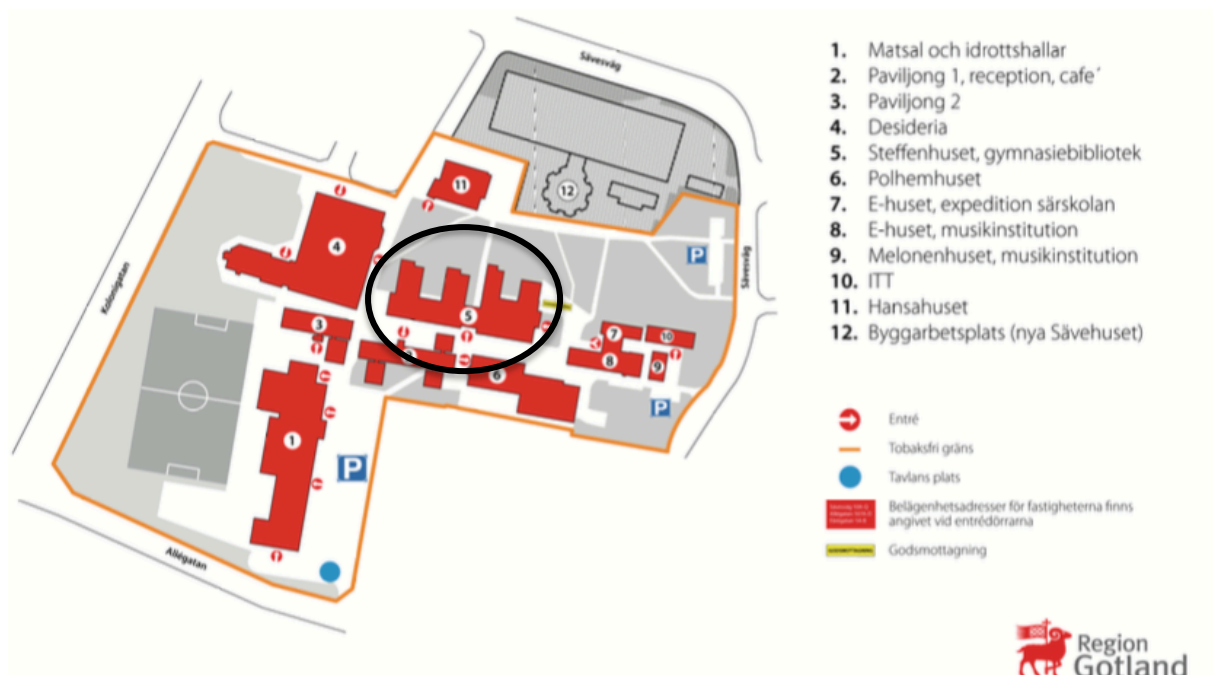 Sävesväg
Kolonigatan
Sävesväg
Allégatan
11
12
4
5
3
2
6
7
10
8
9
1
P
P
P
1. Matsal och idrottshallar
2. Paviljong 1, reception, cafe´
3. Paviljong 2
4. Desideria
5. Steffenhuset, gymnasiebibliotek
6. Polhemhuset
7. E-huset, expedition särskolan
8. E-huset, musikinstitution
9. Melonenhuset, musikinstitution
10. ITT
11. Hansahuset
12. Byggarbetsplats (nya Sävehuset)
Entré
Tobaksfri gräns
Tavlans plats
Belägenhetsadresser för fastigheterna finns
angivet vid entrédörrarna
Godsmottagning
Region
Gotland